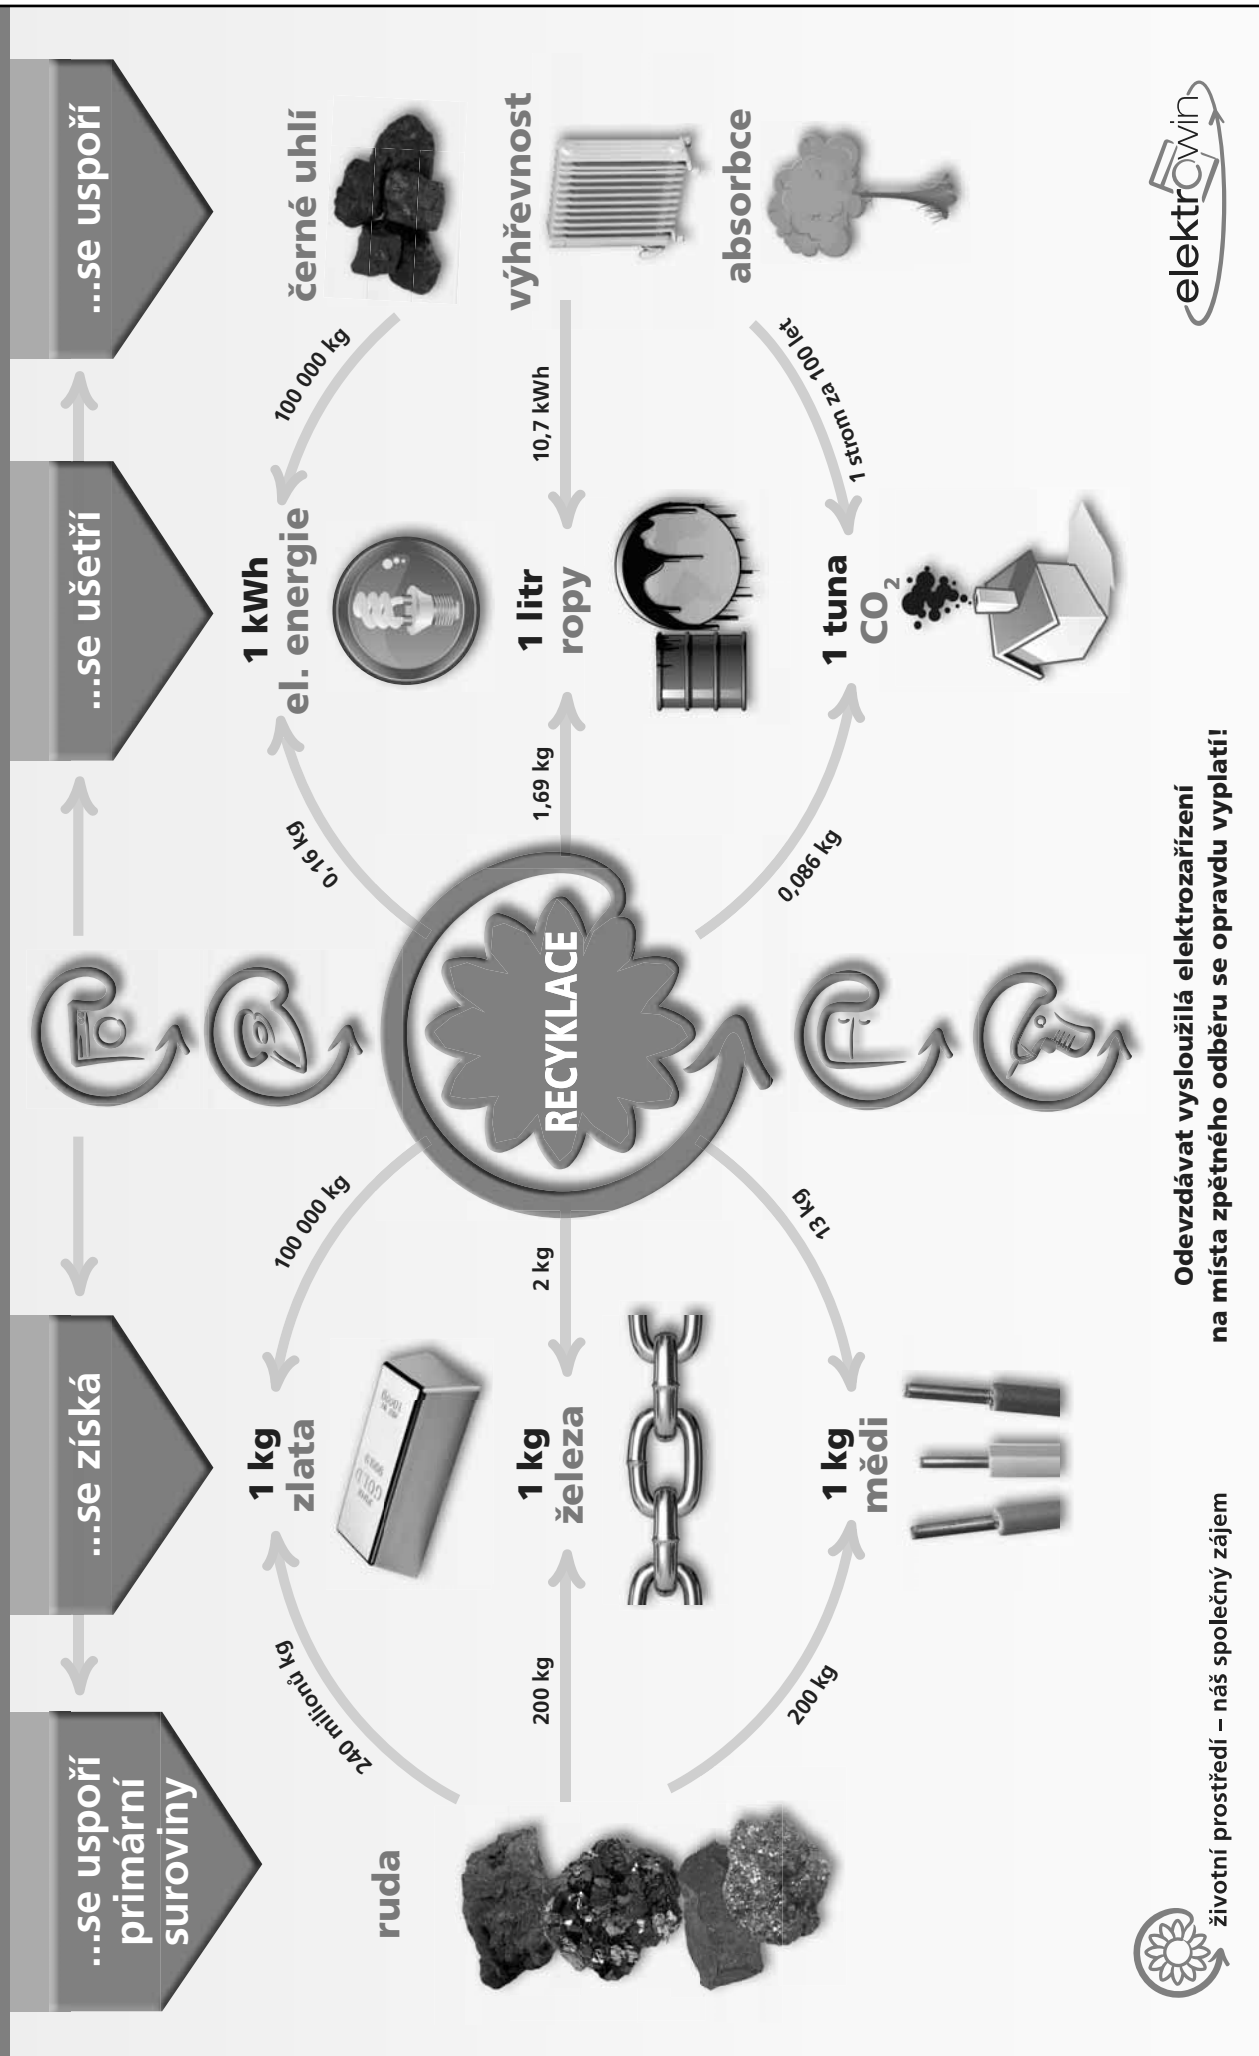 ...se uspoří
primární
suroviny
...se získá
...se ušetří
...se uspoří
ruda
240 milionů kg
200 kg
200 kg
1 kg
zlata
1 kg
železa
1 kg
mědi
100 000 kg
2 kg
13 kg
RECYKLACE
0,16 kg
1,69 kg
0,086 kg
1 kWh
el. energie
1 litr
ropy
1 tuna
CO2
100 000 kg
10,7 kWh
1 strom za 100 let
černé uhlí
výhřevnost
absorbce
Odevzdávat vysloužilá elektrozařízení
na místa zpětného odběru se opravdu vyplatí!
životní prostředí – náš společný zájem
elektrowin